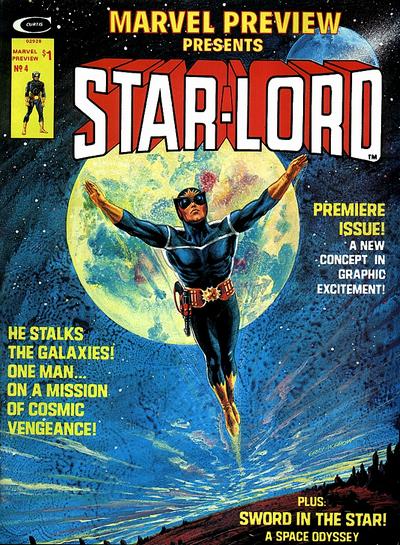 CURTIS
02928
MARVEL
PREVIEW
$1
Nº 4
MARVEL PREVIEW
PRESENTS
STAR-LORD
TM
PREMIERE
ISSUE!
A NEW
CONCEPT IN
GRAPHIC
EXCITEMENT!
HE STALKS
THE GALAXIES!
ONE MAN...
ON A MISSION
OF COSMIC
VENGEANCE!
PLUS:
SWORD IN THE STAR!
A SPACE ODYSSEY